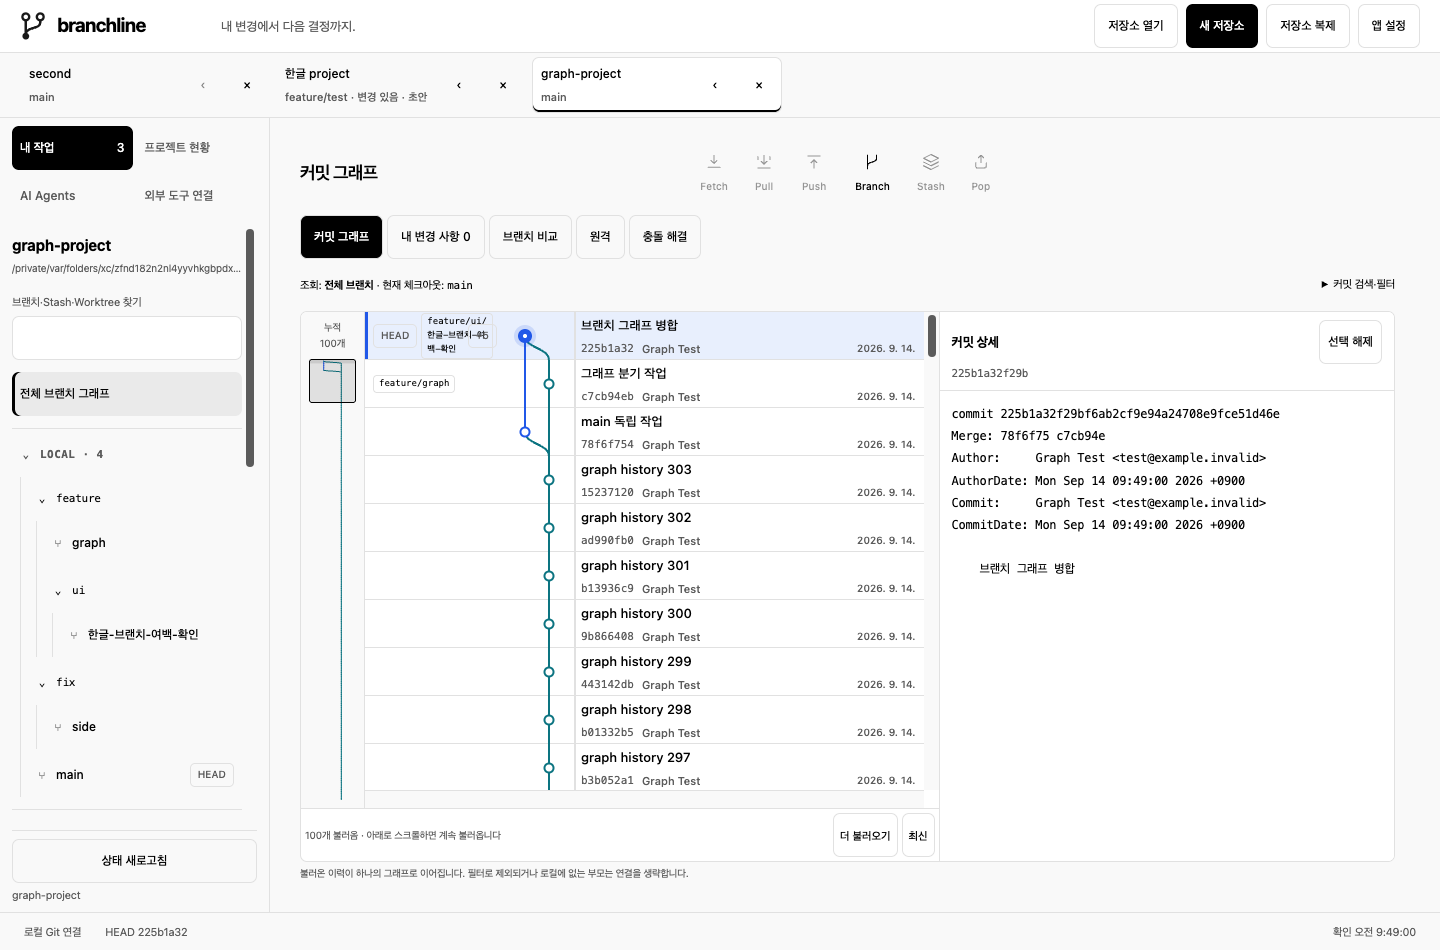 branchline
내 변경에서 다음 결정까지.
저장소 열기
새 저장소
저장소 복제
앱 설정
second
main
한글 project
feature/test · 변경 있음 · 초안
graph-project
main
내 작업 3
프로젝트 현황
AI Agents
외부 도구 연결
graph-project
/private/var/folders/xc/zfnd182n2nl4yyvhkgbpdx...
브랜치·Stash·Worktree 찾기
전체 브랜치 그래프
LOCAL · 4
feature
graph
ui
한글-브랜치-여백-확인
fix
side
main HEAD
상태 새로고침
graph-project
커밋 그래프
Fetch
Pull
Push
Branch
Stash
Pop
커밋 그래프
내 변경 사항 0
브랜치 비교
원격
충돌 해결
조회: 전체 브랜치 · 현재 체크아웃: main
▶ 커밋 검색·필터
누적
100개
HEAD
feature/ui/
한글-브랜치-여
백-확인
브랜치 그래프 병합
225b1a32 Graph Test 2026. 9. 14.
feature/graph
그래프 분기 작업
c7cb94eb Graph Test 2026. 9. 14.
main 독립 작업
78f6f754 Graph Test 2026. 9. 14.
graph history 303
15237120 Graph Test 2026. 9. 14.
graph history 302
ad990fb0 Graph Test 2026. 9. 14.
graph history 301
b13936c9 Graph Test 2026. 9. 14.
graph history 300
9b866408 Graph Test 2026. 9. 14.
graph history 299
443142db Graph Test 2026. 9. 14.
graph history 298
b01332b5 Graph Test 2026. 9. 14.
graph history 297
b3b052a1 Graph Test 2026. 9. 14.
100개 불러옴 · 아래로 스크롤하면 계속 불러옵니다
더 불러오기
최신
커밋 상세
225b1a32f29b
선택 해제
commit 225b1a32f29bf6ab2cf9e94a24708e9fce51d46e
Merge: 78f6f75 c7cb94e
Author: Graph Test <test@example.invalid>
AuthorDate: Mon Sep 14 09:49:00 2026 +0900
Commit: Graph Test <test@example.invalid>
CommitDate: Mon Sep 14 09:49:00 2026 +0900
브랜치 그래프 병합
불러온 이력이 하나의 그래프로 이어집니다. 필터로 제외되거나 로컬에 없는 부모는 연결을 생략합니다.
로컬 Git 연결
HEAD 225b1a32
확인 오전 9:49:00